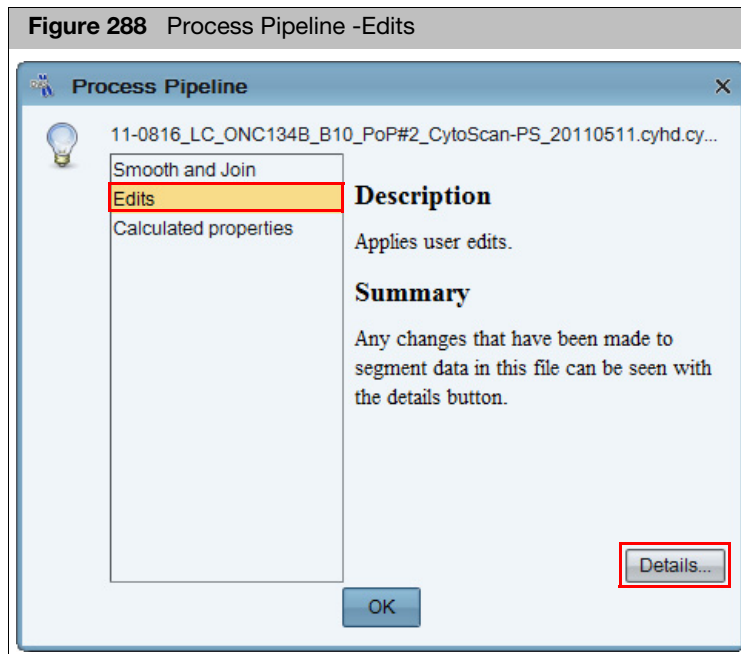 Figure 288 Process Pipeline -Edits
Process Pipeline
11-0816_LC_ONC134B_B10_PoP#2_CytoScan-PS_20110511.cyhd.cy...
Smooth and Join
Edits
Calculated properties
Description
Applies user edits.
Summary
Any changes that have been made to
segment data in this file can be seen with
the details button.
Details...
OK